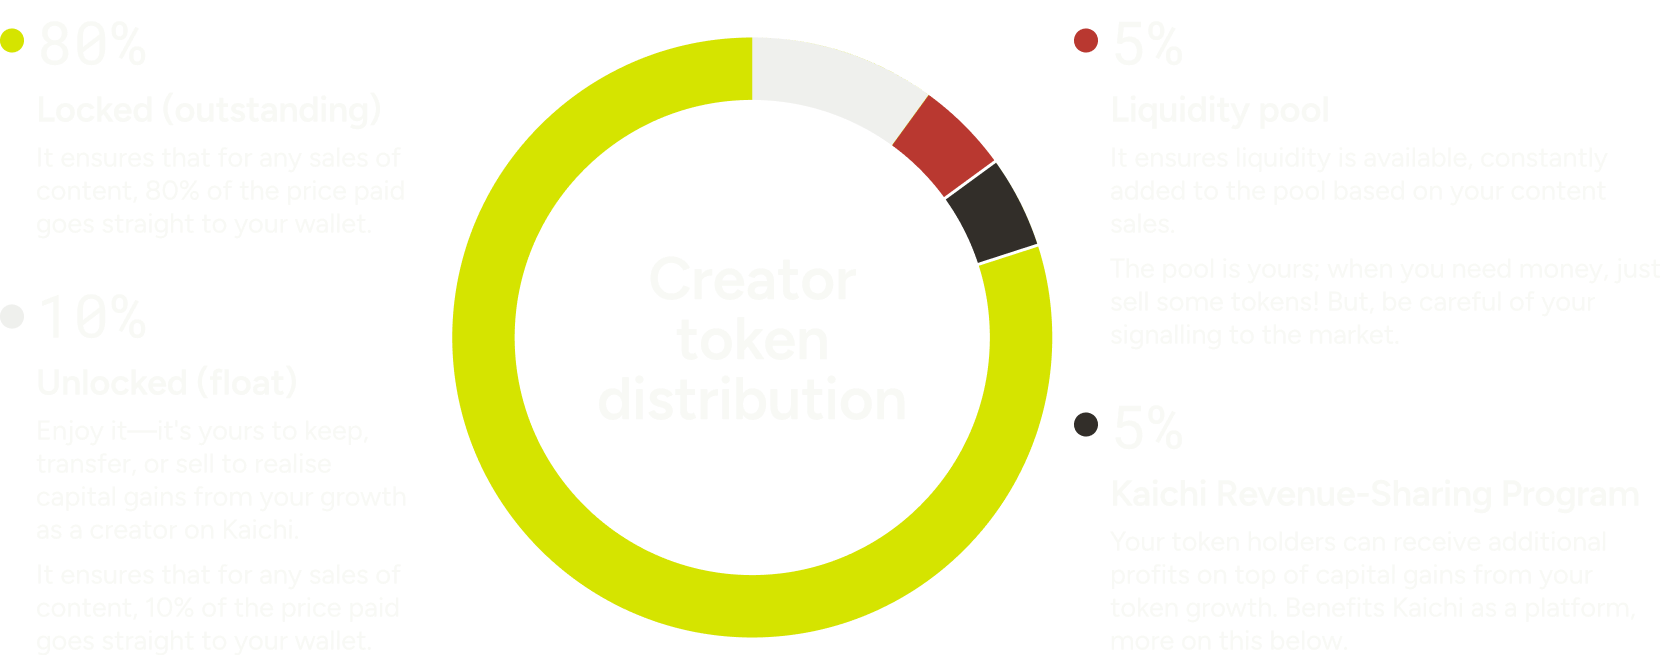 80%
Locked (outstanding)
It ensures that for any sales of
content, 80% of the price paid
goes straight to your wallet.
10%
Unlocked (float)
Enjoy it—it's yours to keep,
transfer, or sell to realise
capital gains from your growth
as a creator on Kaichi.
It ensures that for any sales of
content, 10% of the price paid
goes straight to your wallet.
Creator
token
distribution
5%
Liquidity pool
It ensures liquidity is available, constantly
added to the pool based on your content
sales.
The pool is yours; when you need money, just
sell some tokens! But, be careful of your
signalling to the market.
5%
Kaichi Revenue-Sharing Program
Your token holders can receive additional
profits on top of capital gains from your
token growth. Benefits Kaichi as a platform,
more on this below.